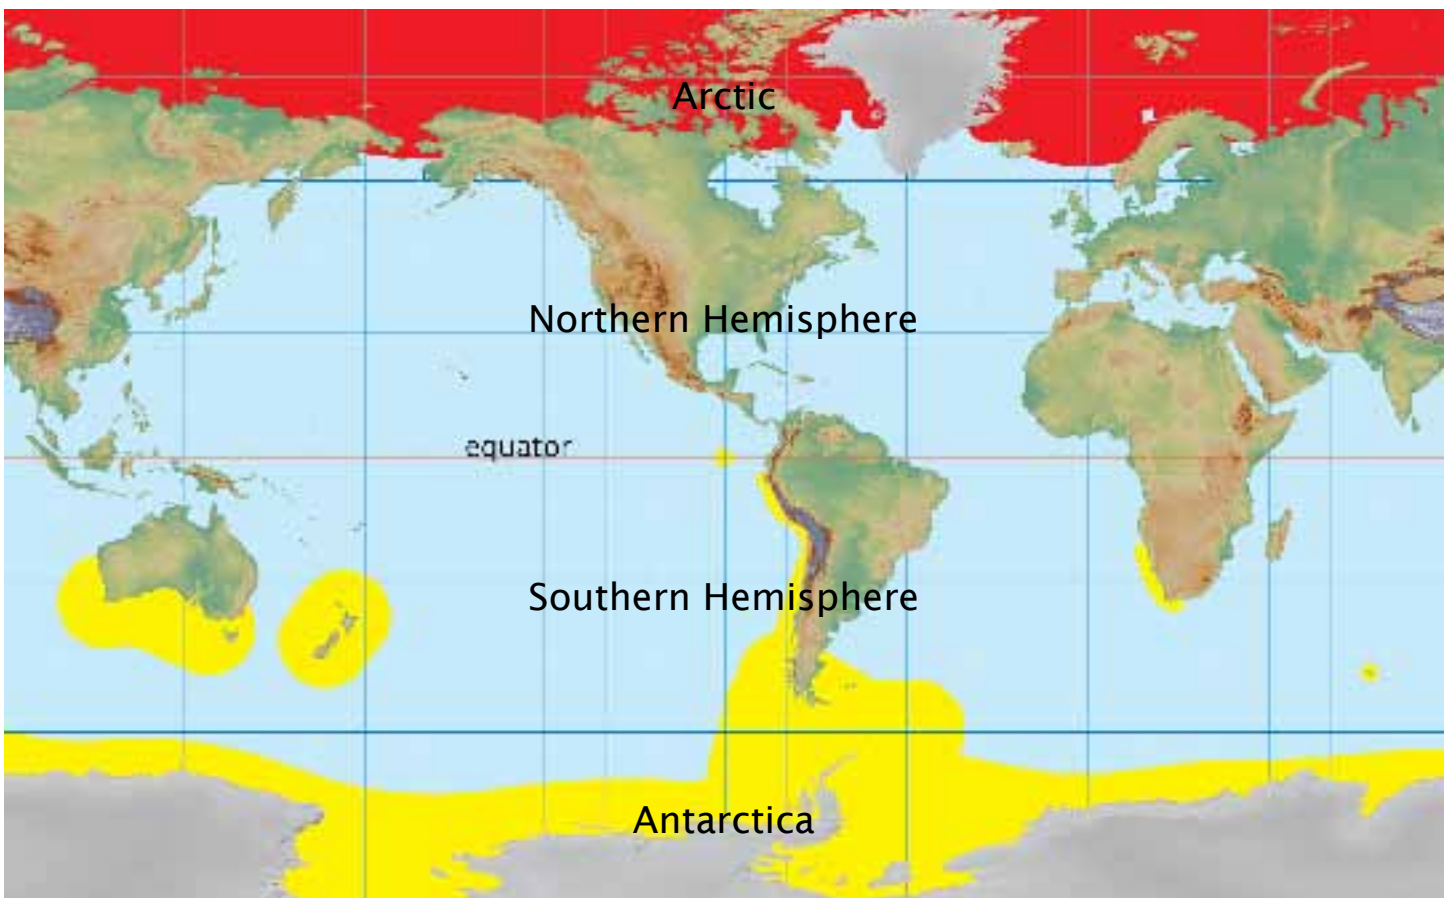 Arctic
Northern Hemisphere
equator
Southern Hemisphere
Antarctica